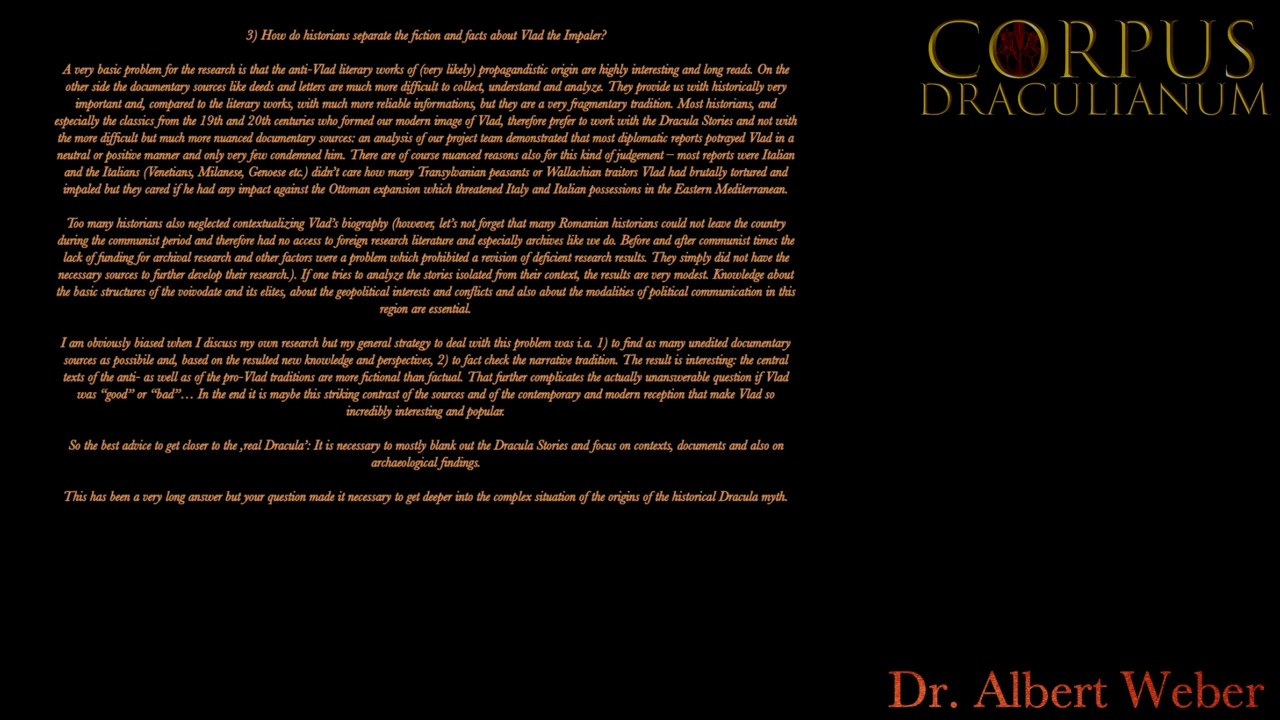 3) How do historians separate the fiction and facts about Vlad the Impaler?
A very basic problem for the research is that the anti-Vlad literary works of (very likely) propagandistic origin are highly interesting and long reads. On the
other side the documentary sources like deeds and letters are much more difficult to collect, understand and analyze. They provide us with historically very
important and, compared to the literary works, with much more reliable informations, but they are a very fragmentary tradition. Most historians, and
especially the classics from the 19th and 20th centuries who formed our modern image of Vlad, therefore prefer to work with the Dracula Stories and not with
the more difficult but much more nuanced documentary sources: an analysis of our project team demonstrated that most diplomatic reports potrayed Vlad in a
neutral or positive manner and only very few condemned him. There are of course nuanced reasons also for this kind of judgement – most reports were Italian
and the Italians (Venetians, Milanese, Genoese etc.) didn't care how many Transylvanian peasants or Wallachian traitors Vlad had brutally tortured and
impaled but they cared if he had any impact against the Ottoman expansion which threatened Italy and Italian possessions in the Eastern Mediterranean.
Too many historians also neglected contextualizing Vlad's biography (however, let's not forget that many Romanian historians could not leave the country
during the communist period and therefore had no access to foreign research literature and especially archives like we do. Before and after communist times the
lack of funding for archival research and other factors were a problem which prohibited a revision of deficient research results. They simply did not have the
necessary sources to further develop their research.). If one tries to analyze the stories isolated from their context, the results are very modest. Knowledge about
the basic structures of the voivodate and its elites, about the geopolitical interests and conflicts and also about the modalities of political communication in this
region are essential.
I am obviously biased when I discuss my own research but my general strategy to deal with this problem was i.a. 1) to find as many unedited documentary
sources as possibile and, based on the resulted new knowledge and perspectives, 2) to fact check the narrative tradition. The result is interesting: the central
texts of the anti- as well as of the pro-Vlad traditions are more fictional than factual. That further complicates the actually unanswerable question if Vlad
was “good” or “bad”… In the end it is maybe this striking contrast of the sources and of the contemporary and modern reception that make Vlad so
incredibly interesting and popular.
So the best advice to get closer to the ‚real Dracula': It is necessary to mostly blank out the Dracula Stories and focus on contexts, documents and also on
archaeological findings.
This has been a very long answer but your question made it necessary to get deeper into the complex situation of the origins of the historical Dracula myth.
CORPUS
DRACULIANUM
Dr. Albert Weber